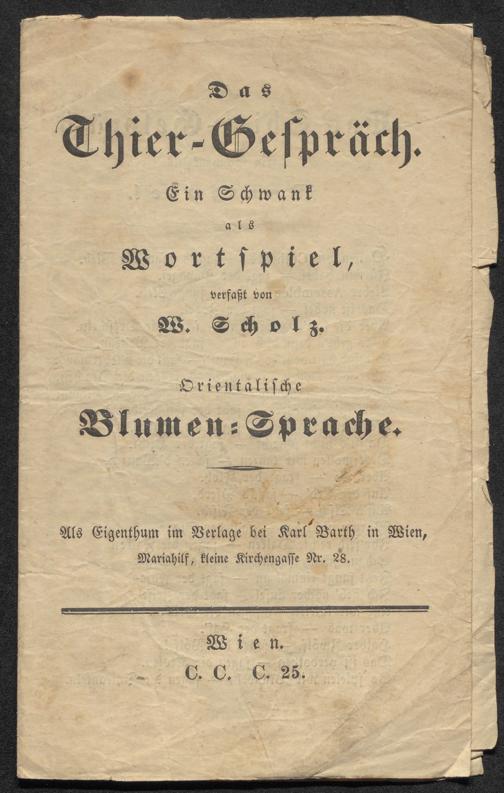 Das
Thier-Geſpräch.
Ein Schwank
als
Wortſpiel,
verfaßt von
W. Scholz.
Orientaliſche
Blumen-Sprache.
Als Eigenthum im Verlage bei Karl Barth in Wien,
Mariahilf, kleine Kirchengaſſe Nr. 28.
Wien.
C. C. C. 25.